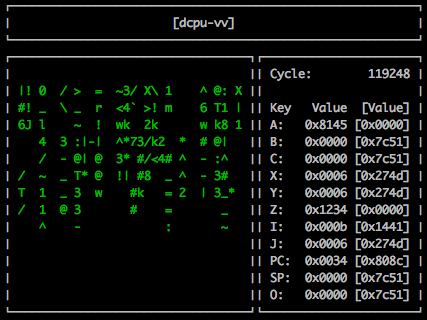 [dcpu-vv]
Cycle: 119248
|! 0 / > = ~3/ X\ 1 ^ @: X
#! _ \ _ r <4` >! m 6 T1 |
6J l ~ ! wk 2k w k8 1
4 3 :|-| ^*73/k2 * # @|
/ - @| @ 3* #/<4# ^ - :^
/ ~ _ T* @ !| #8 _ ^ - 3#
T 1 _ 3 w #k = 2 | 3_*
/ 1 @ 3 # = _
^ - : ~
Key Value [Value]
A: 0x8145 [0x0000]
B: 0x0000 [0x7c51]
C: 0x0000 [0x7c51]
X: 0x0006 [0x274d]
Y: 0x0006 [0x274d]
Z: 0x1234 [0x0000]
I: 0x000b [0x1441]
J: 0x0006 [0x274d]
PC: 0x0034 [0x808c]
SP: 0x0000 [0x7c51]
O: 0x0000 [0x7c51]